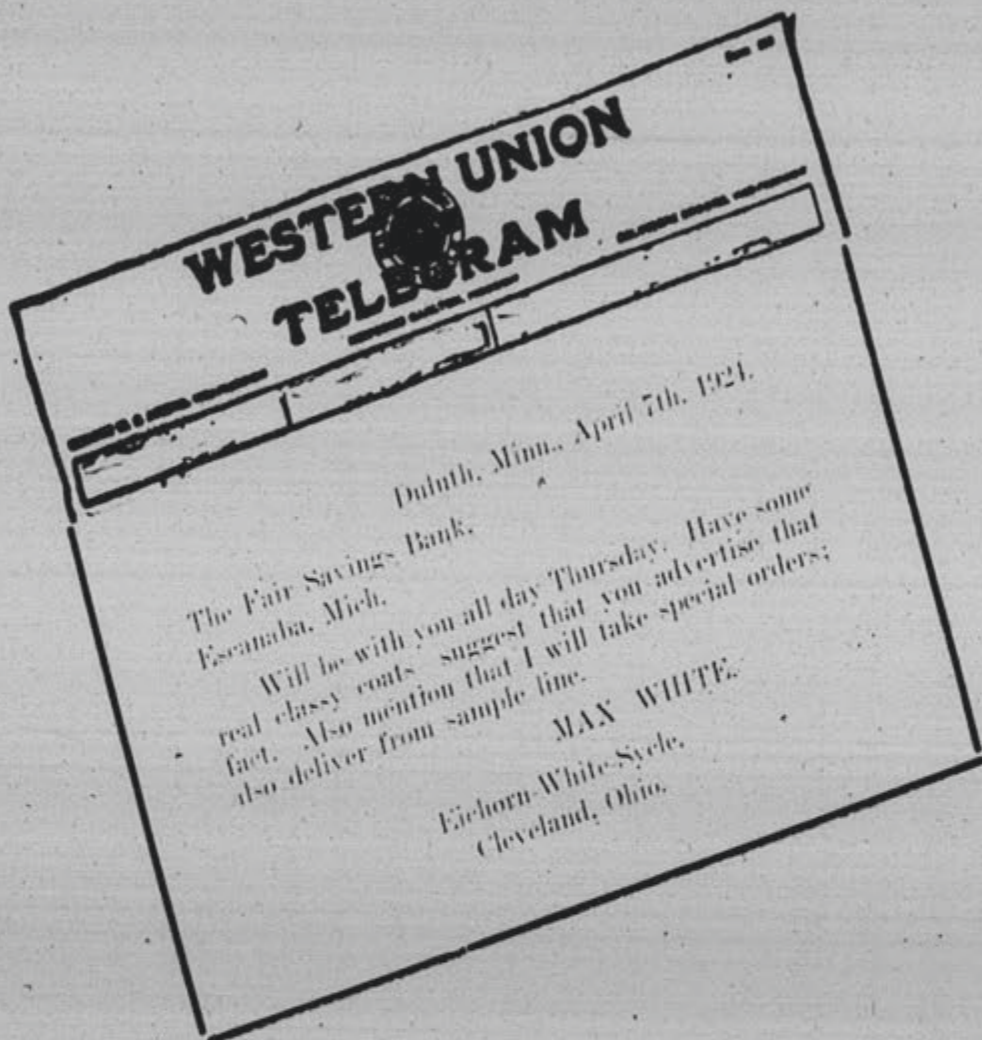 WESTERN UNION
TELEGRAM
Duluth, Minn., April 7th, 1924.
The Fair Savings Bank,
Escanaba, Mich.
Will be with you all day Thursday. Have some
real classy coats suggest that you advertise that
fact. Also mention that I will take special orders;
also deliver from sample line.
MAX WHITE.
Eichorn-White-Sycle,
Cleveland, Ohio.